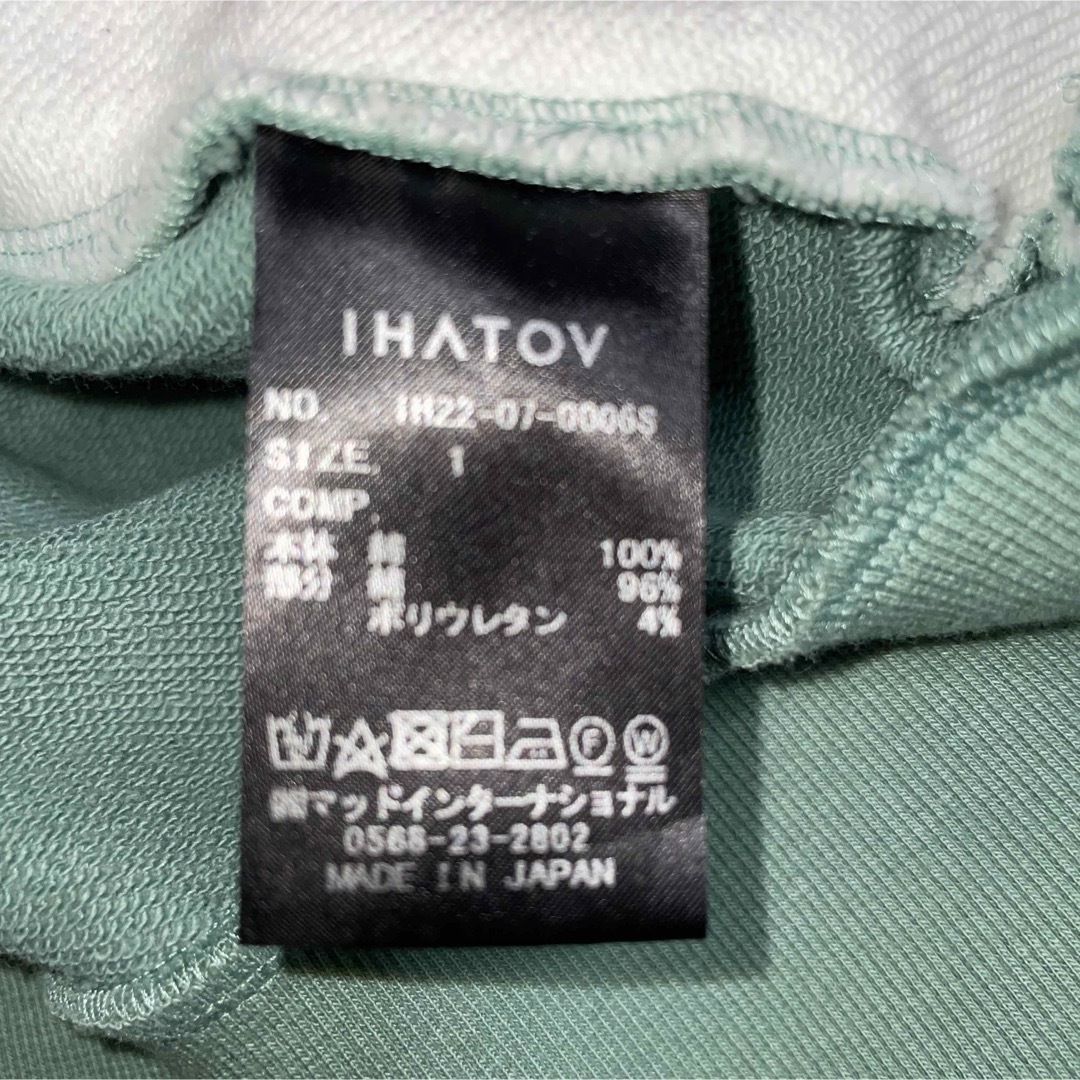 IHATOV
NO. IH22-07-0006S
SIZE 1
COMP.
本体 綿 100%
部分 綿 96%
ポリウレタン 4%
F W
㈱マッドインターナショナル
0568-23-2802
MADE IN JAPAN